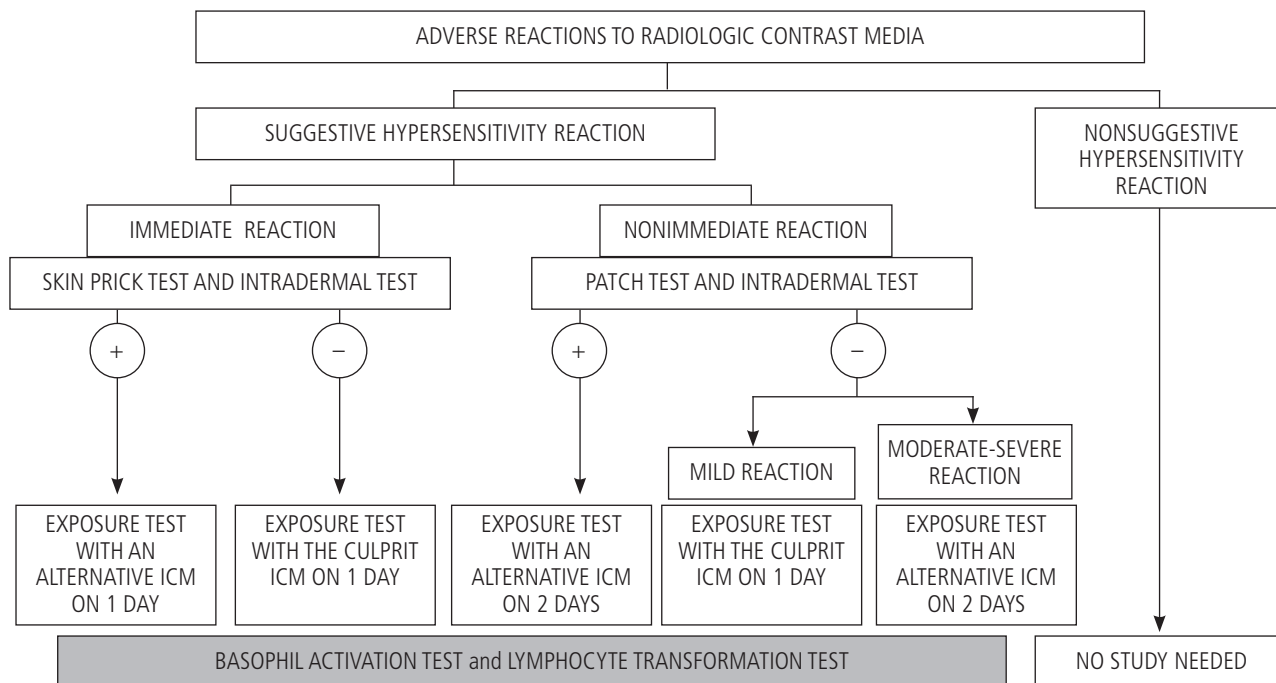 ADVERSE REACTIONS TO RADIOLOGIC CONTRAST MEDIA
SUGGESTIVE HYPERSENSITIVITY REACTION
NONSUGGESTIVE
HYPERSENSITIVITY
REACTION
IMMEDIATE REACTION
NONIMMEDIATE REACTION
SKIN PRICK TEST AND INTRADERMAL TEST
PATCH TEST AND INTRADERMAL TEST
+
−
+
−
MILD REACTION
MODERATE-SEVERE
REACTION
EXPOSURE TEST
WITH AN
ALTERNATIVE ICM
ON 1 DAY
EXPOSURE TEST
WITH THE CULPRIT
ICM ON 1 DAY
EXPOSURE TEST
WITH AN
ALTERNATIVE ICM
ON 2 DAYS
EXPOSURE TEST
WITH THE CULPRIT
ICM ON 1 DAY
EXPOSURE TEST
WITH AN
ALTERNATIVE ICM
ON 2 DAYS
BASOPHIL ACTIVATION TEST and LYMPHOCYTE TRANSFORMATION TEST
NO STUDY NEEDED